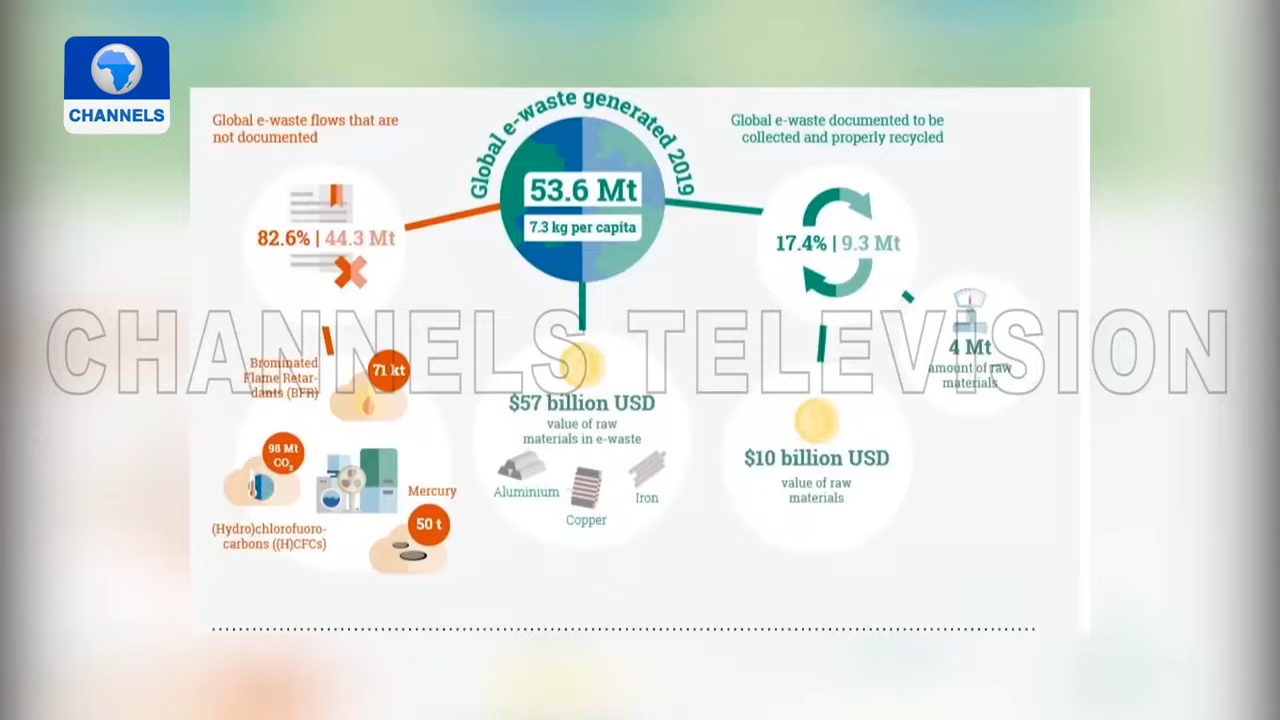 CHANNELS
Global e-waste flows that are
not documented
Global e-waste generated 2019
Global e-waste documented to be
collected and properly recycled
53.6 Mt
7.3 kg per capita
82.6% | 44.3 Mt
17.4% | 9.3 Mt
CHANNELS TELEVISION
4 Mt
amount of raw
materials
Brominated
Flame Retar-
dants (BFR)
71 kt
$57 billion USD
value of raw
materials in e-waste
Aluminium
Copper
Iron
$10 billion USD
value of raw
materials
98 Mt
CO₂
(Hydro)chlorofuoro-
carbons ((H)CFCs)
Mercury
50 t